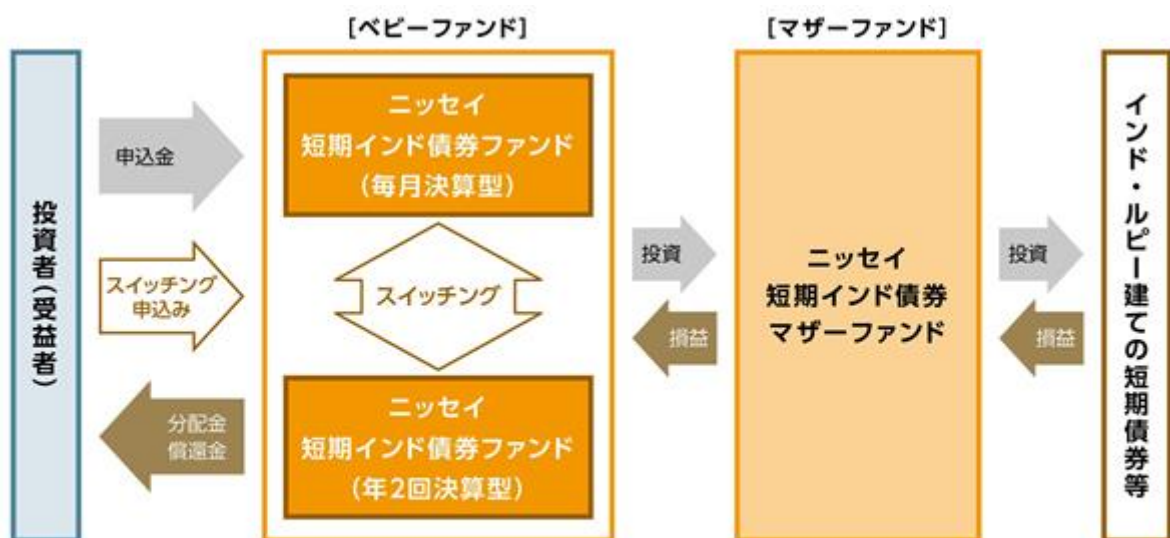 [ベビーファンド]
[マザーファンド]
投資者(受益者)
申込金
スイッチング
申込み
分配金
償還金
ニッセイ
短期インド債券ファンド
(毎月決算型)
スイッチング
ニッセイ
短期インド債券ファンド
(年2回決算型)
投資
損益
ニッセイ
短期インド債券
マザーファンド
投資
損益
インド・ルピー建ての短期債券等